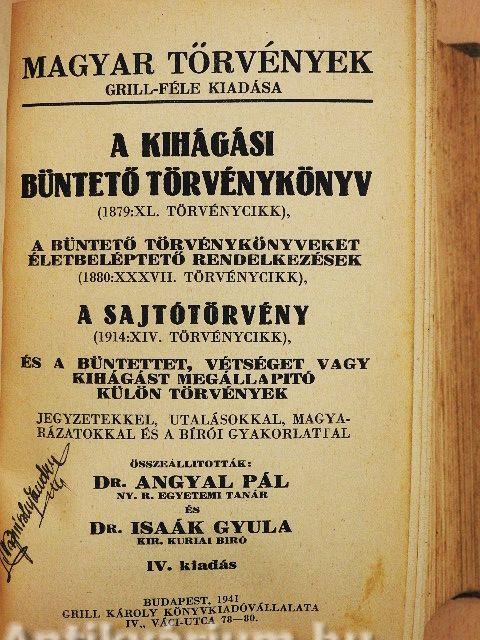 MAGYAR TÖRVÉNYEK
GRILL-FÉLE KIADÁSA
A KIHÁGÁSI
BÜNTETŐ TÖRVÉNYKÖNYV
(1879:XL. TÖRVÉNYCIKK),
A BÜNTETŐ TÖRVÉNYKÖNYVEKET
ÉLETBELÉPTETŐ RENDELKEZÉSEK
(1880:XXXVII. TÖRVÉNYCIKK),
A SAJTÓTÖRVÉNY
(1914:XIV. TÖRVÉNYCIKK),
ÉS A BÜNTETTET, VÉTSÉGET VAGY
KIHÁGÁST MEGÁLLAPITÓ
KÜLÖN TÖRVÉNYEK
JEGYZETEKKEL, UTALÁSOKKAL, MAGYA-
RÁZATOKKAL ÉS A BÍRÓI GYAKORLATTAL
ÖSSZEÁLLITOTTÁK:
DR. ANGYAL PÁL
NY. R. EGYETEMI TANÁR
ÉS
DR. ISAÁK GYULA
KIR. KURIAI BIRÓ
IV. kiadás
BUDAPEST, 1941
GRILL KÁROLY KÖNYVKIADÓVÁLLALATA
IV., VÁCI-UTCA 78—80.